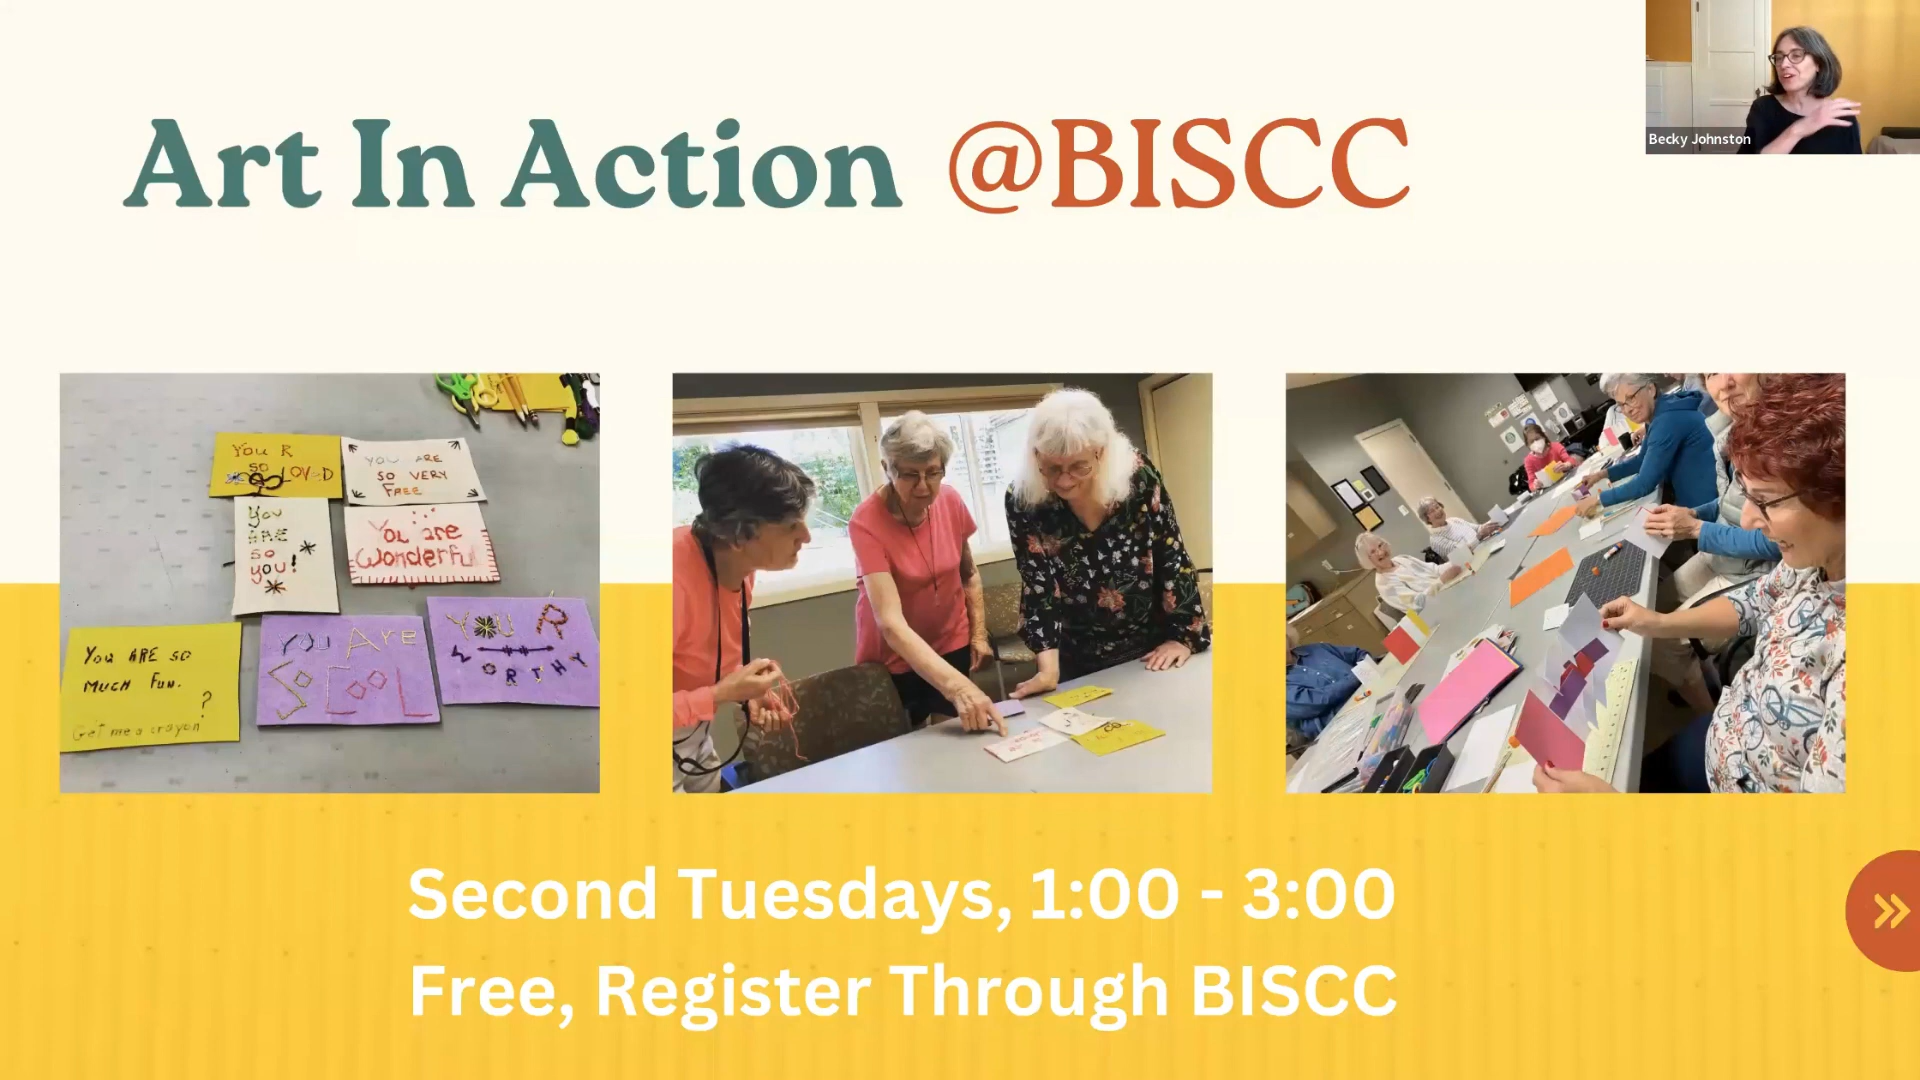 Art In Action @BISCC
Becky Johnston
YOU R
SO
LOVED
YOU ARE
SO VERY
FREE
You
ARE
SO
you!
You are
Wonderful
YOU ARE SO
MUCH FUN.
?
Get me a crayon
YOU ARE
SO COOL
YOU R
WORTHY
Second Tuesdays, 1:00 - 3:00
Free, Register Through BISCC